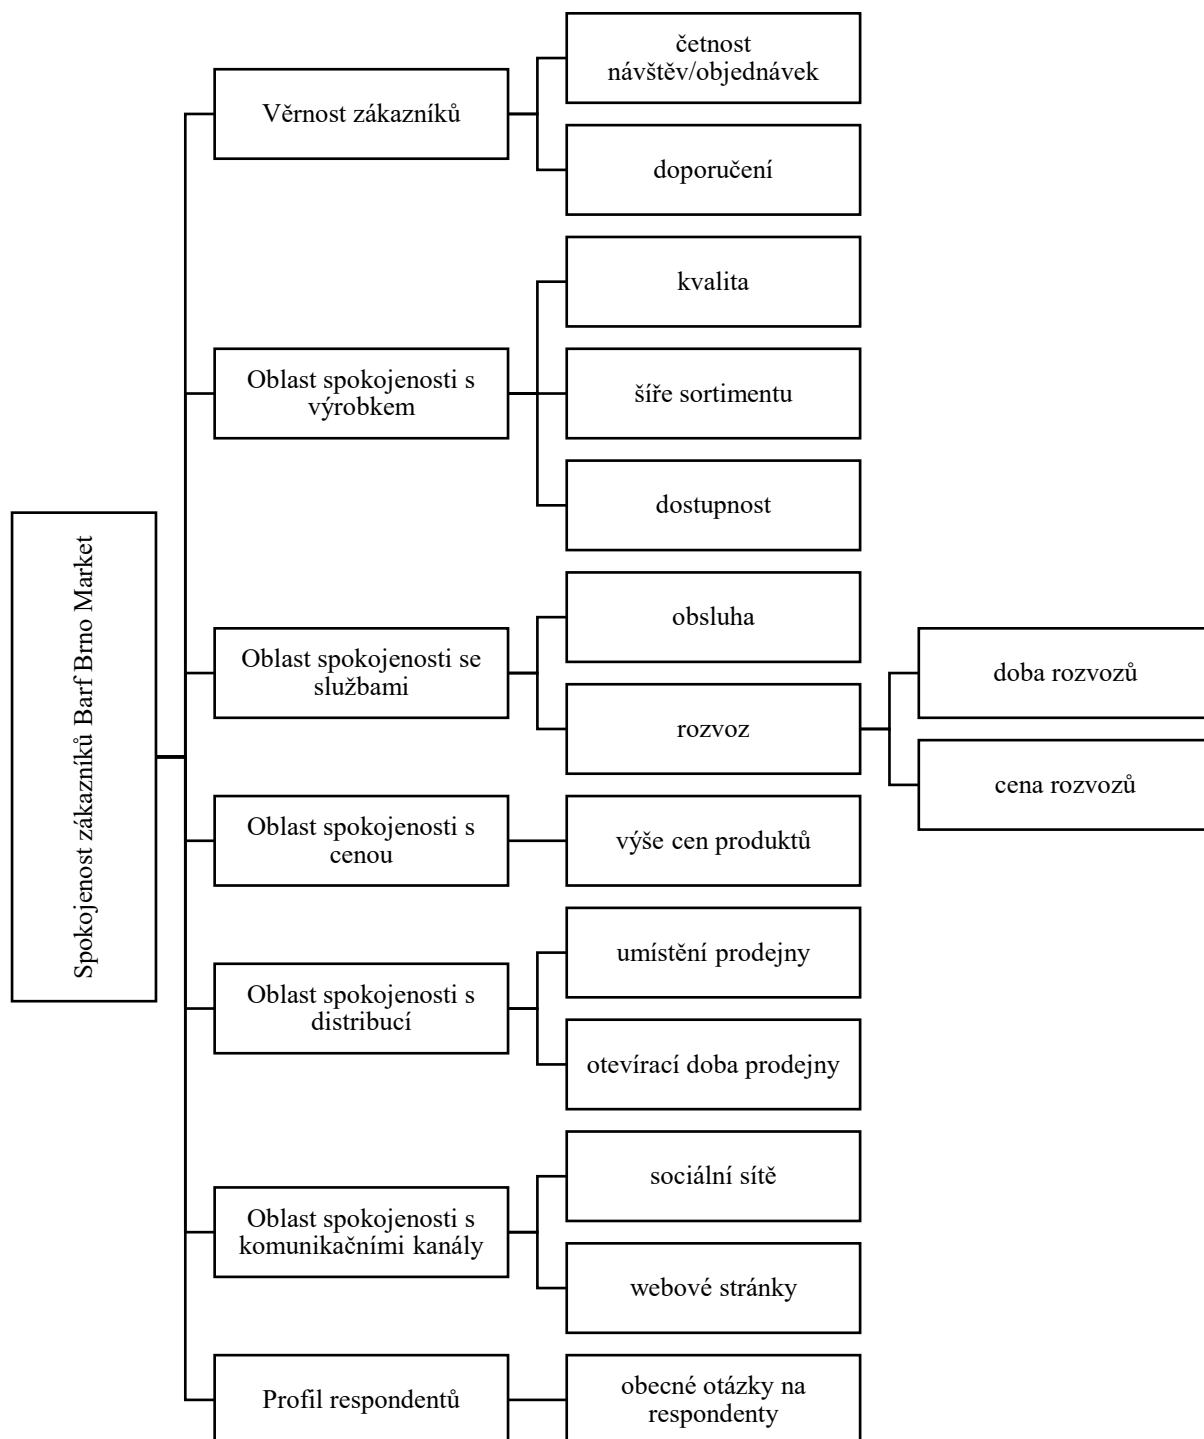 Spokojenost zákazníků Barf Brno Market
Věrnost zákazníků
četnost
návštěv/objednávek
doporučení
Oblast spokojenosti s
výrobkem
kvalita
šíře sortimentu
dostupnost
Oblast spokojenosti se
službami
obsluha
rozvoz
doba rozvozů
cena rozvozů
Oblast spokojenosti s
cenou
výše cen produktů
Oblast spokojenosti s
distribucí
umístění prodejny
otevírací doba prodejny
Oblast spokojenosti s
komunikačními kanály
sociální sítě
webové stránky
Profil respondentů
obecné otázky na
respondenty